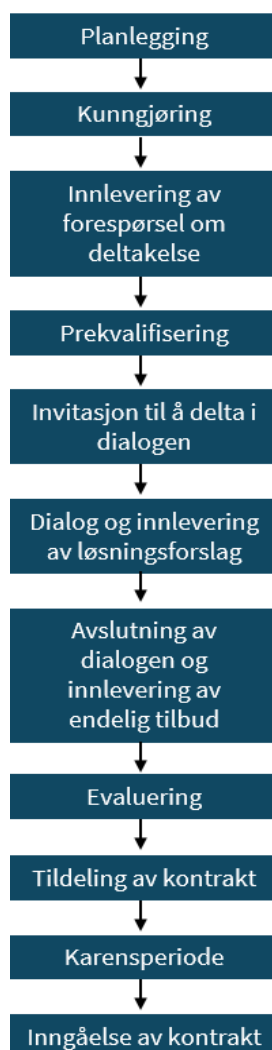 Planlegging
Kunngjøring
Innlevering av
forespørsel om
deltakelse
Prekvalifisering
Invitasjon til å delta i
dialogen
Dialog og innlevering
av løsningsforslag
Avslutning av
dialogen og
innlevering av
endelig tilbud
Evaluering
Tildeling av kontrakt
Karensperiode
Inngåelse av kontrakt